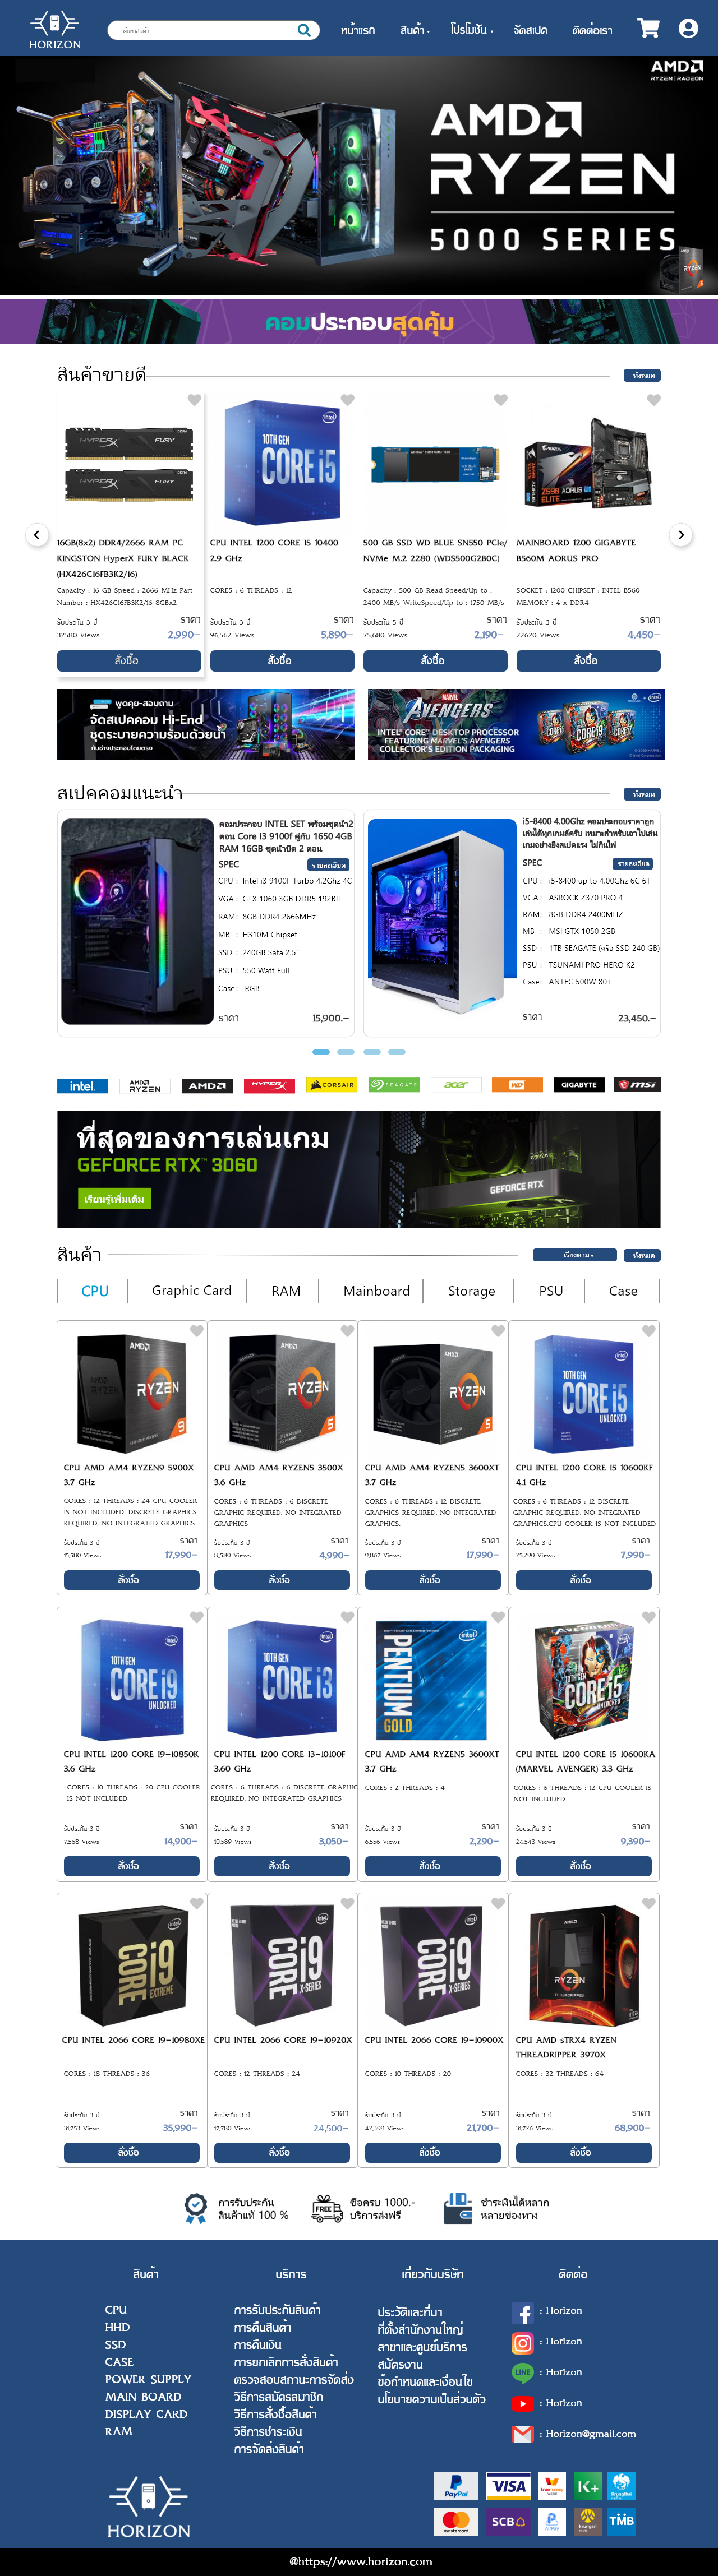 HORIZON
ค้นหาสินค้า. . .
หน้าแรก
สินค้า
โปรโมชัน
จัดสเปค
ติดต่อเรา
AMD
RYZEN | RADEON
AMD
RYZEN
5000 SERIES
คอมประกอบสุดคุ้ม
สินค้าขายดี
ทั้งหมด
16GB(8x2) DDR4/2666 RAM PC
KINGSTON HyperX FURY BLACK
(HX426C16FB3K2/16)
Capacity : 16 GB Speed : 2666 MHz Part
Number : HX426C16FB3K2/16 8GBx2
รับประกัน 3 ปี
ราคา
32580 Views
2,990-
สั่งซื้อ
CPU INTEL 1200 CORE I5 10400
2.9 GHz
CORES : 6 THREADS : 12
รับประกัน 3 ปี
ราคา
96,562 Views
5,890-
สั่งซื้อ
500 GB SSD WD BLUE SN550 PCIe/
NVMe M.2 2280 (WDS500G2B0C)
Capacity : 500 GB Read Speed/Up to :
2400 MB/s WriteSpeed/Up to : 1750 MB/s
รับประกัน 5 ปี
ราคา
75,680 Views
2,190-
สั่งซื้อ
MAINBOARD 1200 GIGABYTE
B560M AORUS PRO
SOCKET : 1200 CHIPSET : INTEL B560
MEMORY : 4 x DDR4
รับประกัน 3 ปี
ราคา
22620 Views
4,450-
สั่งซื้อ
พูดคุย-สอบถาม
จัดสเปคคอม Hi-End
ชุดระบายความร้อนด้วยน้ำ
กับช่างประกอบโดยตรง
MARVEL
AVENGERS
INTEL CORE DESKTOP PROCESSOR
FEATURING MARVEL'S AVENGERS
COLLECTOR'S EDITION PACKAGING
สเปคคอมแนะนำ
ทั้งหมด
คอมประกอบ INTEL SET พร้อมชุดน้ำ2
ตอน Core I3 9100f คู่กับ 1650 4GB
RAM 16GB ชุดน้ำปิด 2 ตอน
SPEC
รายละเอียด
CPU : Intel i3 9100F Turbo 4.2Ghz 4C
VGA : GTX 1060 3GB DDR5 192BIT
RAM: 8GB DDR4 2666MHz
MB : H310M Chipset
SSD : 240GB Sata 2.5"
PSU : 550 Watt Full
Case: RGB
ราคา
15,900.-
i5-8400 4.00Ghz คอมประกอบราคาถูก
เล่นได้ทุกเกมส์ครับ เหมาะสำหรับเอาไปเล่น
เกมอย่างยิ่งสเปคแรง ไม่กินไฟ
SPEC
รายละเอียด
CPU : i5-8400 up to 4.00Ghz 6C 6T
VGA : ASROCK Z370 PRO 4
RAM: 8GB DDR4 2400MHZ
MB : MSI GTX 1050 2GB
SSD : 1TB SEAGATE (หรือ SSD 240 GB)
PSU : TSUNAMI PRO HERO K2
Case: ANTEC 500W 80+
ราคา
23,450.-
intel
AMD RYZEN
AMD
HYPERX
CORSAIR
SEAGATE
acer
WD
GIGABYTE
msi
ที่สุดของการเล่นเกม
GEFORCE RTX™ 3060
เรียนรู้เพิ่มเติม
GEFORCE RTX
สินค้า
เรียงตาม
ทั้งหมด
CPU
Graphic Card
RAM
Mainboard
Storage
PSU
Case
CPU AMD AM4 RYZEN9 5900X
3.7 GHz
CORES : 12 THREADS : 24 CPU COOLER
IS NOT INCLUDED. DISCRETE GRAPHICS
REQUIRED, NO INTEGRATED GRAPHICS.
รับประกัน 3 ปี
ราคา
15,580 Views
17,990-
สั่งซื้อ
CPU AMD AM4 RYZEN5 3500X
3.6 GHz
CORES : 6 THREADS : 6 DISCRETE
GRAPHIC REQUIRED, NO INTEGRATED
GRAPHICS
รับประกัน 3 ปี
ราคา
8,580 Views
4,990-
สั่งซื้อ
CPU AMD AM4 RYZEN5 3600XT
3.7 GHz
CORES : 6 THREADS : 12 DISCRETE
GRAPHICS REQUIRED, NO INTEGRATED
GRAPHICS.
รับประกัน 3 ปี
ราคา
9,867 Views
17,990-
สั่งซื้อ
CPU INTEL 1200 CORE I5 10600KF
4.1 GHz
CORES : 6 THREADS : 12 DISCRETE
GRAPHIC REQUIRED, NO INTEGRATED
GRAPHICS.CPU COOLER IS NOT INCLUDED
รับประกัน 3 ปี
ราคา
25,290 Views
7,990-
สั่งซื้อ
CPU INTEL 1200 CORE I9-10850K
3.6 GHz
CORES : 10 THREADS : 20 CPU COOLER
IS NOT INCLUDED
รับประกัน 3 ปี
ราคา
7,568 Views
14,900-
สั่งซื้อ
CPU INTEL 1200 CORE I3-10100F
3.60 GHz
CORES : 6 THREADS : 6 DISCRETE GRAPHIC
REQUIRED, NO INTEGRATED GRAPHICS
รับประกัน 3 ปี
ราคา
10,589 Views
3,050-
สั่งซื้อ
CPU AMD AM4 RYZEN5 3600XT
3.7 GHz
CORES : 2 THREADS : 4
รับประกัน 3 ปี
ราคา
6,556 Views
2,290-
สั่งซื้อ
CPU INTEL 1200 CORE I5 10600KA
(MARVEL AVENGER) 3.3 GHz
CORES : 6 THREADS : 12 CPU COOLER IS
NOT INCLUDED
รับประกัน 3 ปี
ราคา
24,543 Views
9,390-
สั่งซื้อ
CPU INTEL 2066 CORE I9-10980XE
CORES : 18 THREADS : 36
รับประกัน 3 ปี
ราคา
31,753 Views
35,990-
สั่งซื้อ
CPU INTEL 2066 CORE I9-10920X
CORES : 12 THREADS : 24
รับประกัน 3 ปี
ราคา
17,780 Views
24,500-
สั่งซื้อ
CPU INTEL 2066 CORE I9-10900X
CORES : 10 THREADS : 20
รับประกัน 3 ปี
ราคา
42,399 Views
21,700-
สั่งซื้อ
CPU AMD sTRX4 RYZEN
THREADRIPPER 3970X
CORES : 32 THREADS : 64
รับประกัน 3 ปี
ราคา
31,726 Views
68,900-
สั่งซื้อ
การรับประกัน
สินค้าแท้ 100 %
FREE
ซื้อครบ 1000.-
บริการส่งฟรี
ชำระเงินได้หลาก
หลายช่องทาง
สินค้า
CPU
HHD
SSD
CASE
POWER SUPPLY
MAIN BOARD
DISPLAY CARD
RAM
บริการ
การรับประกันสินค้า
การคืนสินค้า
การคืนเงิน
การยกเลิกการสั่งสินค้า
ตรวจสอบสถานะการจัดส่ง
วิธีการสมัครสมาชิก
วิธีการสั่งซื้อสินค้า
วิธีการชำระเงิน
การจัดส่งสินค้า
เกี่ยวกับบริษัท
ประวัติและที่มา
ที่ตั้งสำนักงานใหญ่
สาขาและศูนย์บริการ
สมัครงาน
ข้อกำหนดและเงื่อนไข
นโยบายความเป็นส่วนตัว
ติดต่อ
: Horizon
: Horizon
LINE : Horizon
: Horizon
: Horizon@gmail.com
HORIZON
PayPal
VISA
K+
mastercard
SCB
TMB
@https://www.horizon.com